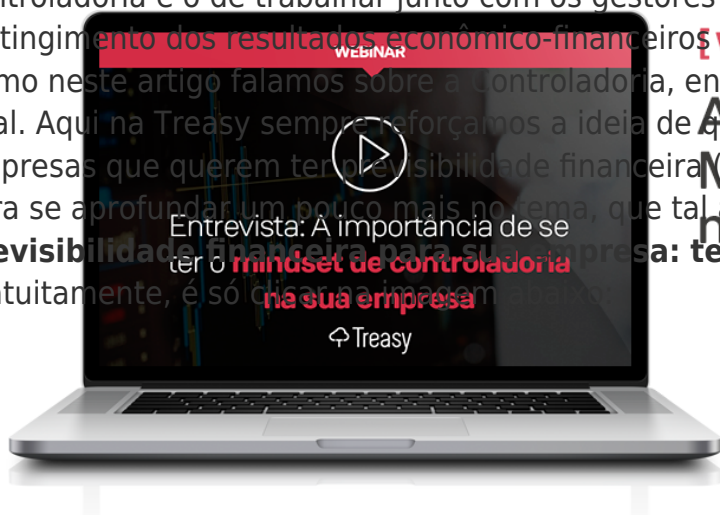 ntroladoria é o de trabalhar junto com os gestores
tingimento dos resultados econômico-financeiros
mo neste artigo falamos sobre a Controladoria, en
al. Aqui na Treasy sempre reforçamos a ideia de q
presas que querem ter previsibilidade financeira
ra se aprofundar um pouco mais no tema, que tal
evisibilidade financeira para sua empresa: te
atuitamente, é só clicar na imagem abaixo:
WEBINAR
Entrevista: A importância de se
ter o mindset de controladoria
na sua empresa
Treasy